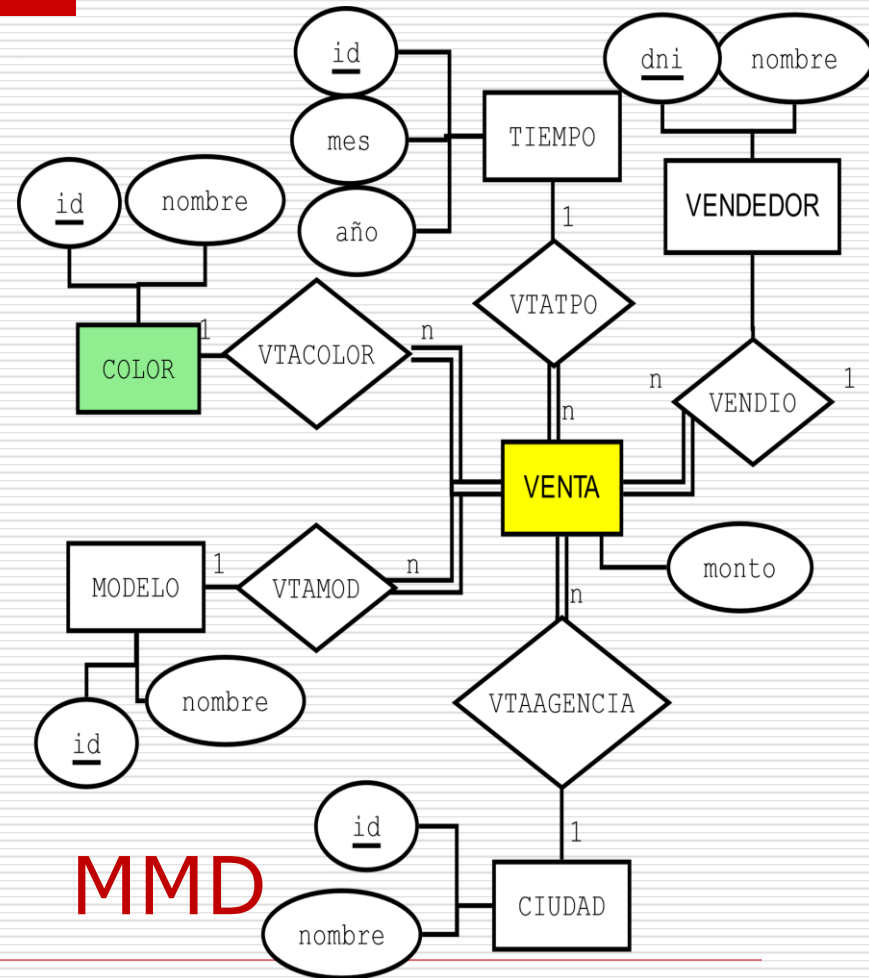 id
dni
nombre
mes
TIEMPO
id
nombre
VENDEDOR
año
1
VTATPO
1
n
VTACOLOR
COLOR
n
1
VENDIO
n
VENTA
1
n
MODELO
VTAMOD
monto
n
nombre
VTAAGENCIA
id
id
1
MMD
CIUDAD
nombre